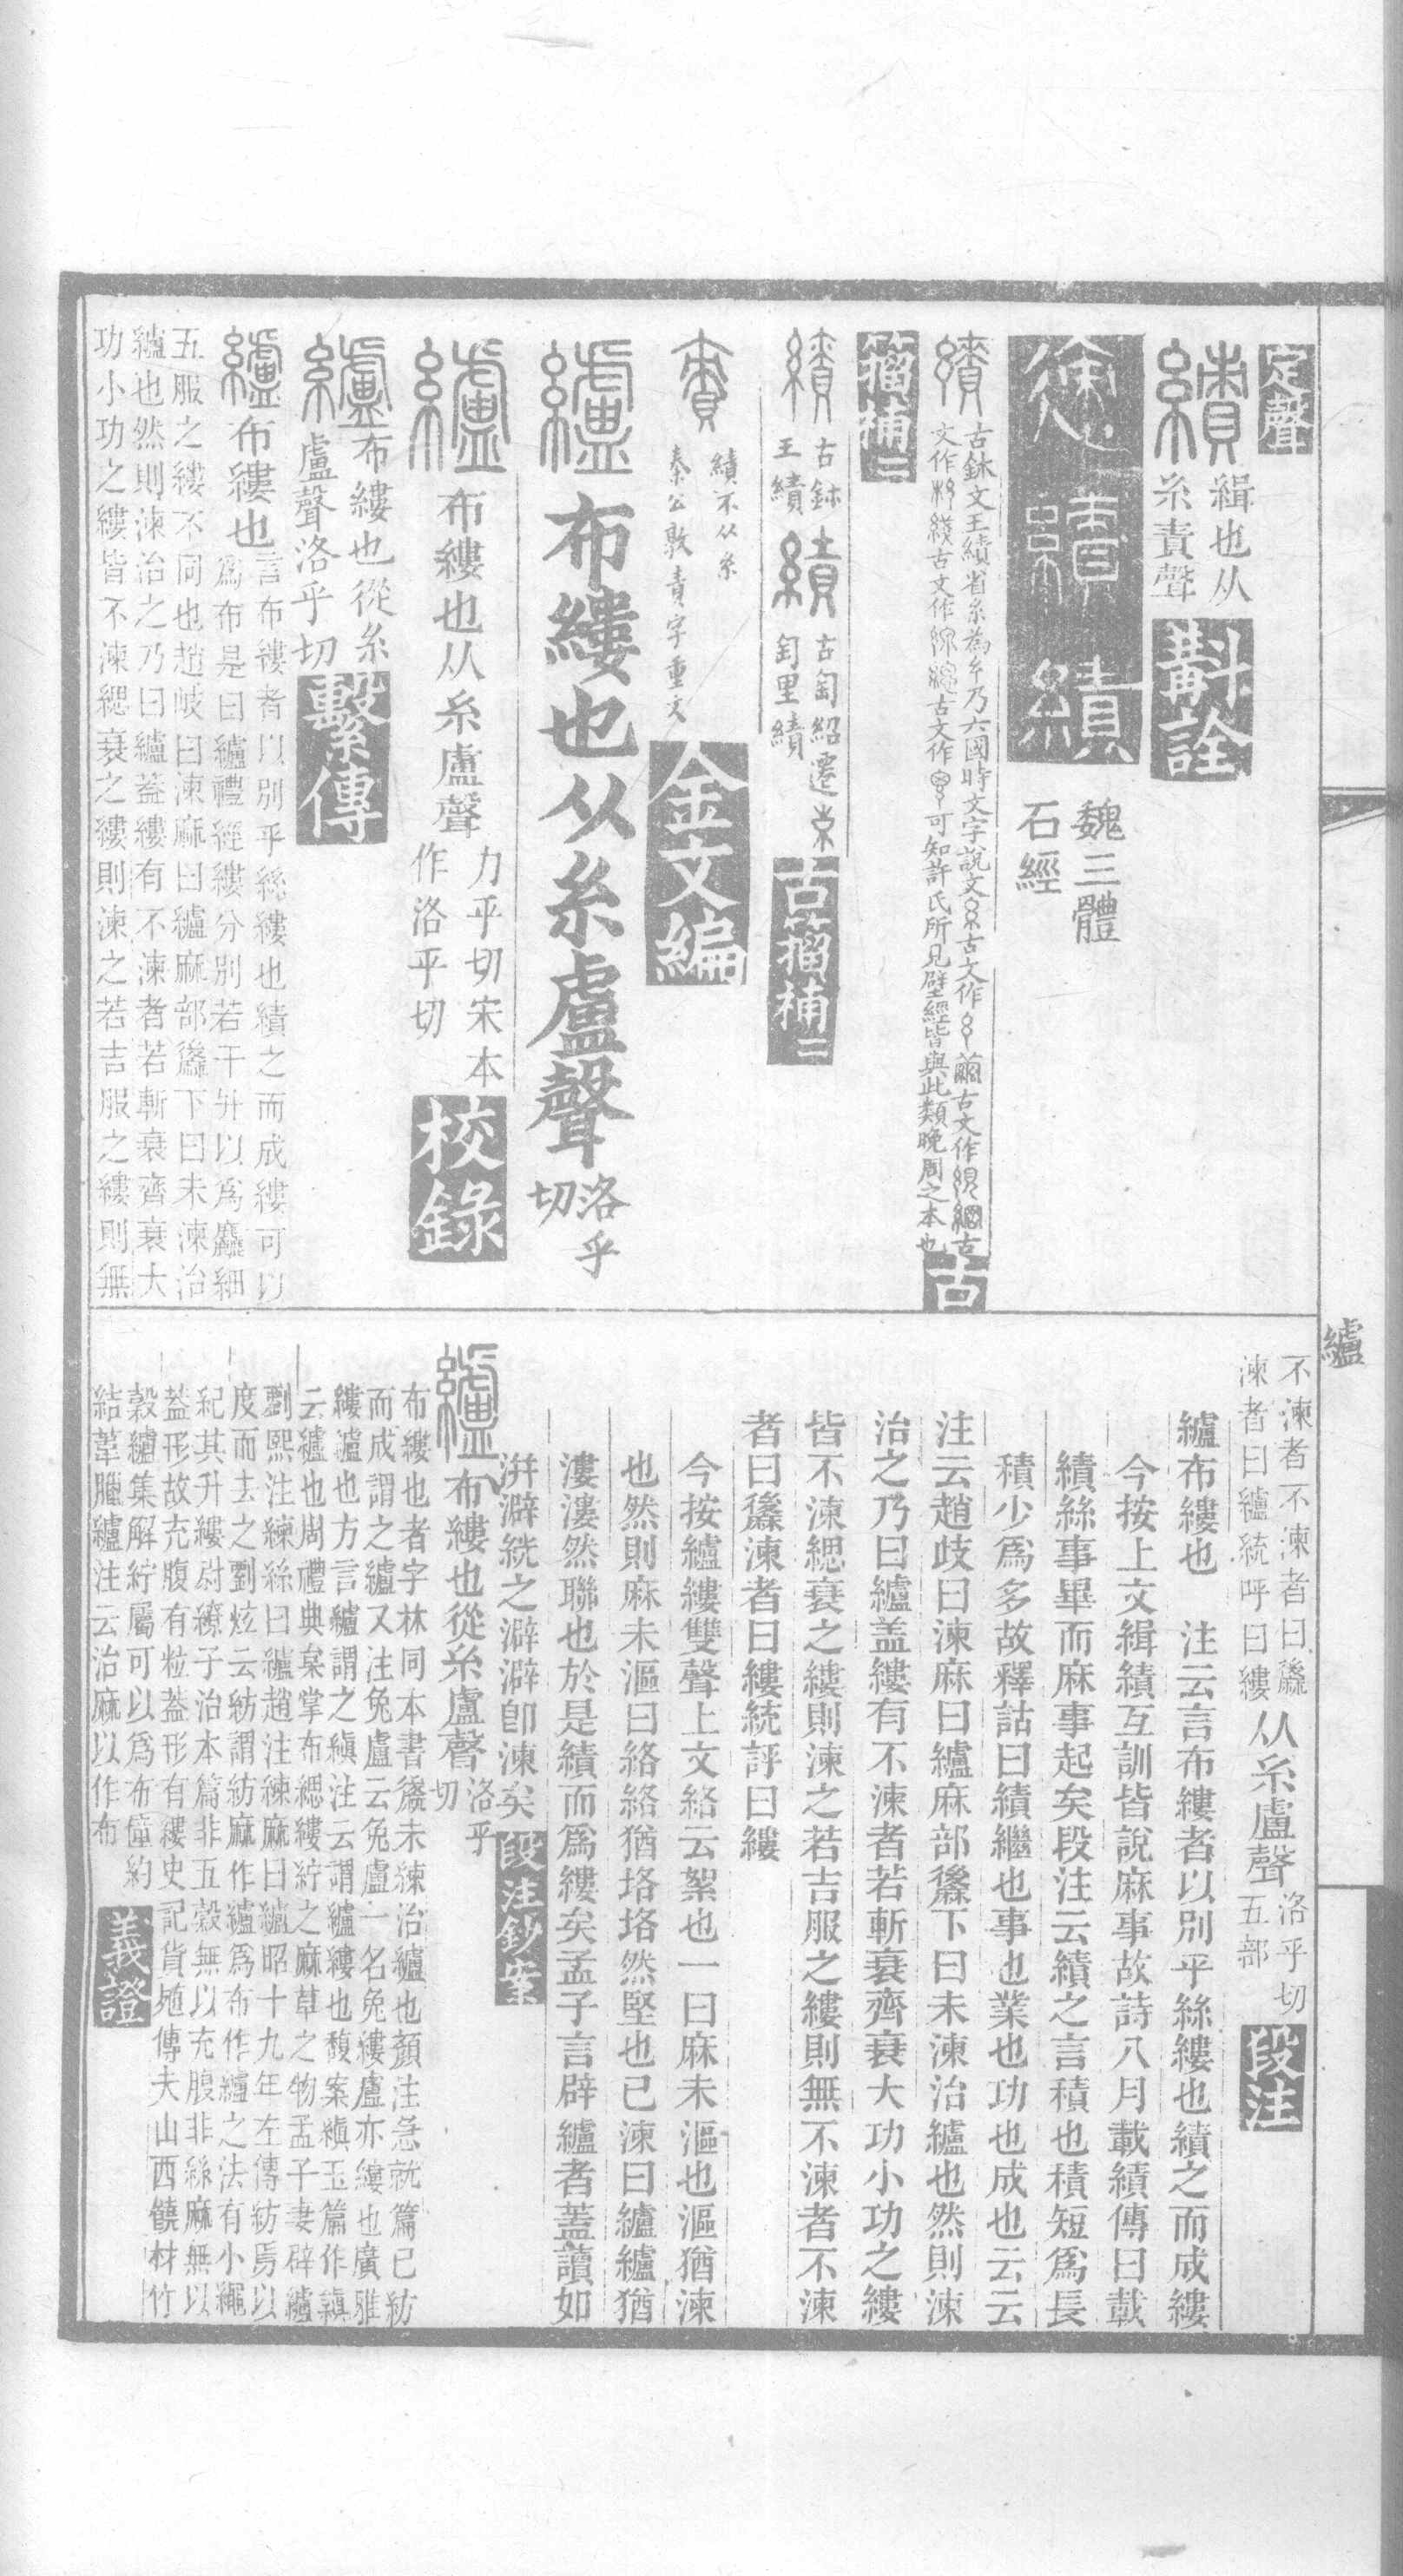 定聲
績 緝也从
糸責聲 斠詮
績 魏三體
石經
績 古鉢文王績省糸為
乃六國時文字說文
古文作
繭古文作
絸綱古
文作
綫古文作
古文作
可知許氏所見壁經皆與此類晚周之本也 古
籀補二
績 古鉢
王績 績 古匋紹遷
匋里績 古籀補二
責 績不从糸
秦公敦責字重文 金文編
纑 布縷也从糸盧聲 洛乎
切
纑 布縷也从糸盧聲 力乎切宋本
作洛乎切 校錄
纑 布縷也從糸
盧聲洛乎切 繫傳
纑 布縷也 言布縷者以別乎絲縷也績之而成縷可以
爲布是曰纑禮經縷分別若干升以爲麤細
五服之縷不同也趙岐曰湅麻曰纑麻部䌖下曰未湅治
纑也然則湅治之乃曰纑蓋縷有不湅者若斬衰齊衰大
功小功之縷皆不湅緦衰之縷則湅之若吉服之縷則無
纑
不湅者不湅者曰䌖
湅者曰纑統呼曰縷 从糸盧聲 洛乎切
五部 段注
纑布縷也 注云言布縷者以別乎絲縷也績之而成縷
今按上文緝績互訓皆說麻事故詩八月載績傳曰載
績絲事畢而麻事起矣段注云績之言積也積短爲長
積少爲多故釋詁曰績繼也事也業也功也成也云云
注云趙歧曰湅麻曰纑麻部䌖下曰未湅治纑也然則湅
治之乃曰纑盖縷有不湅者若斬衰齊衰大功小功之縷
皆不湅緦衰之縷則湅之若吉服之縷則無不湅者不湅
者曰䌖湅者曰縷統評曰縷
今按纑縷雙聲上文絡云絮也一曰麻未漚也漚猶湅
也然則麻未漚曰絡絡猶垎垎然堅也已湅曰纑纑猶
漊漊然聯也於是績而爲縷矣孟子言辟纑者蓋讀如
洴澼絖之澼澼卽湅矣 段注鈔案
纑 布縷也從糸盧聲 洛乎
切
布縷也者字林同本書䌖未練治纑也顏注急就篇已紡
而成謂之纑又注兔盧云兔盧一名兔縷盧亦縷也廣雅
縷纑也方言纑謂之縝注云謂纑縷也馥案縝玉篇作
云纑也周禮典枲掌布緦縷紵之麻草之物孟子妻辟纑
劉熙注練絲曰纑趙注練麻曰纑昭十九年左傳紡焉以
度而去之劉炫云紡謂紡麻作纑爲布作纑之法有小繩
紀其升縷尉繚子治本篇非五穀無以充腹非絲麻無以
蓋形故充腹有粒蓋形有縷史記貨殖傳夫山西饒材竹
穀纑集解紵屬可以爲布僮約
結葦臘纑注云治麻以作布 義證